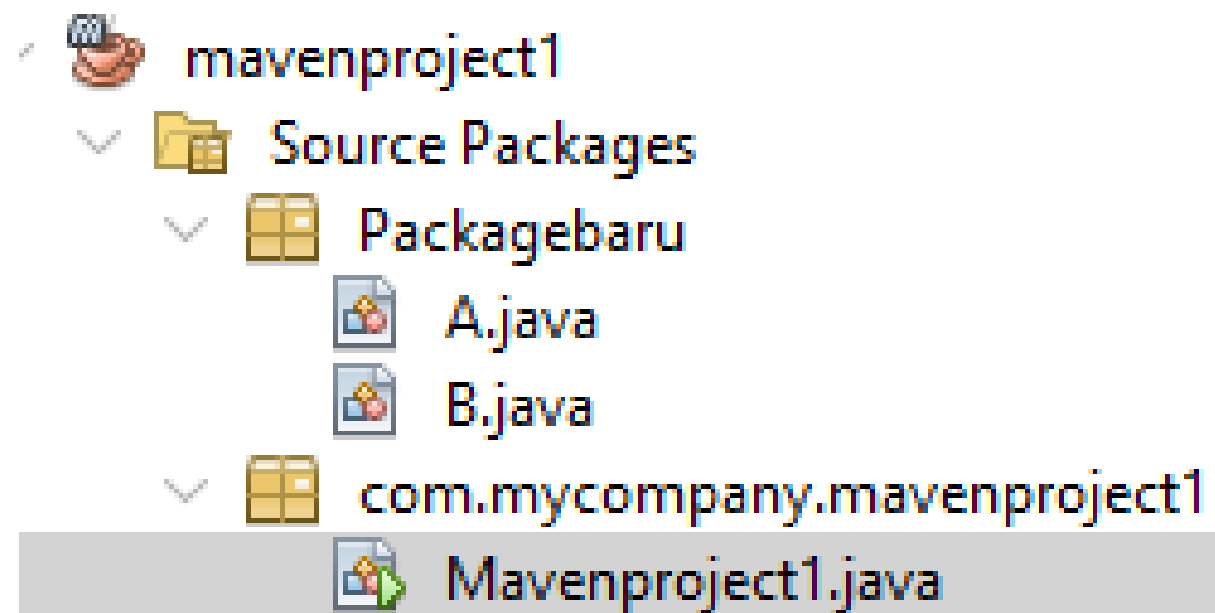 mavenproject1
Source Packages
Packagebaru
A.java
B.java
com.mycompany.mavenproject1
Mavenproject1.java